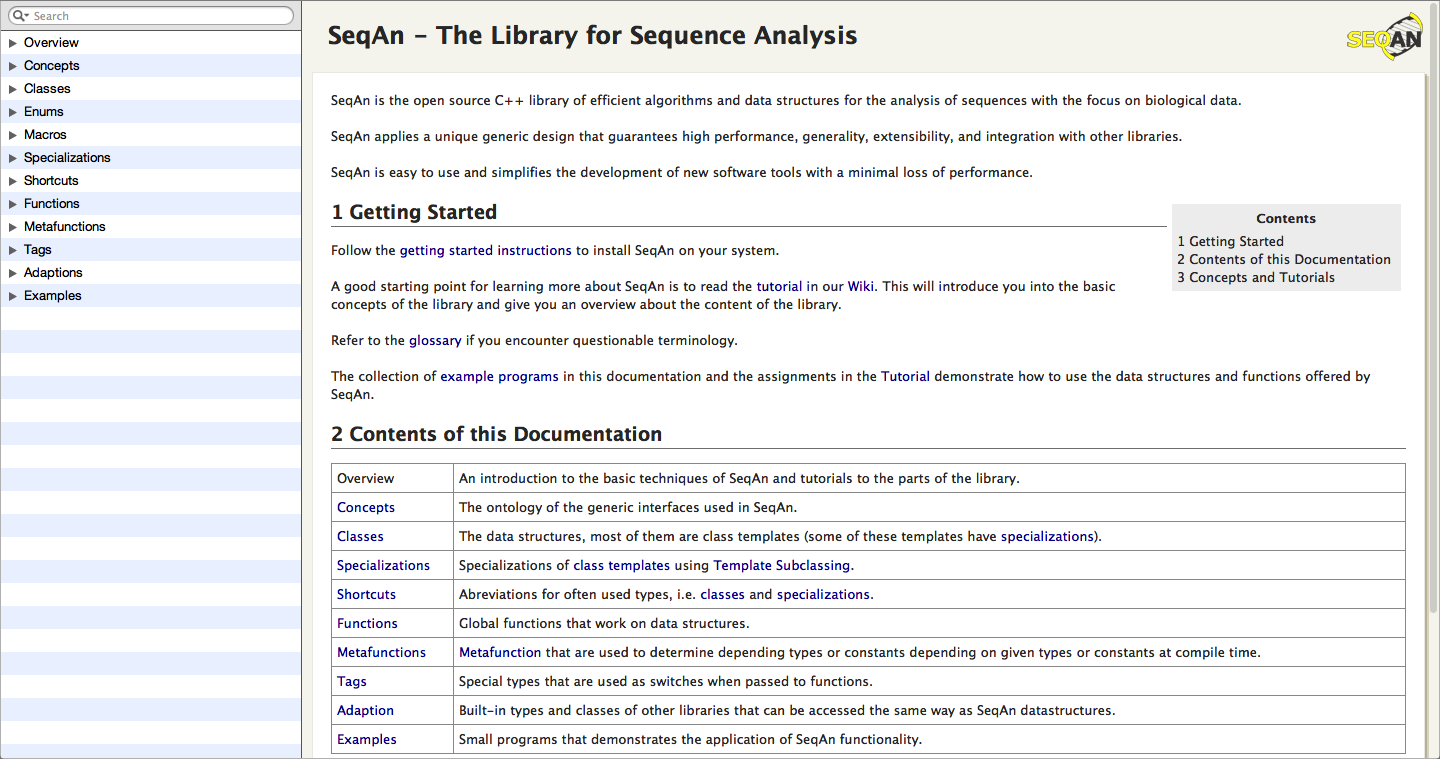 Search
Overview
Concepts
Classes
Enums
Macros
Specializations
Shortcuts
Functions
Metafunctions
Tags
Adaptions
Examples
SeqAn - The Library for Sequence Analysis
SEQAN
SeqAn is the open source C++ library of efficient algorithms and data structures for the analysis of sequences with the focus on biological data.
SeqAn applies a unique generic design that guarantees high performance, generality, extensibility, and integration with other libraries.
SeqAn is easy to use and simplifies the development of new software tools with a minimal loss of performance.
1 Getting Started
Contents
1 Getting Started
2 Contents of this Documentation
3 Concepts and Tutorials
Follow the getting started instructions to install SeqAn on your system.
A good starting point for learning more about SeqAn is to read the tutorial in our Wiki. This will introduce you into the basic
concepts of the library and give you an overview about the content of the library.
Refer to the glossary if you encounter questionable terminology.
The collection of example programs in this documentation and the assignments in the Tutorial demonstrate how to use the data structures and functions offered by
SeqAn.
2 Contents of this Documentation
Overview An introduction to the basic techniques of SeqAn and tutorials to the parts of the library.
Concepts The ontology of the generic interfaces used in SeqAn.
Classes The data structures, most of them are class templates (some of these templates have specializations).
Specializations Specializations of class templates using Template Subclassing.
Shortcuts Abreviations for often used types, i.e. classes and specializations.
Functions Global functions that work on data structures.
Metafunctions Metafunction that are used to determine depending types or constants depending on given types or constants at compile time.
Tags Special types that are used as switches when passed to functions.
Adaption Built-in types and classes of other libraries that can be accessed the same way as SeqAn datastructures.
Examples Small programs that demonstrates the application of SeqAn functionality.